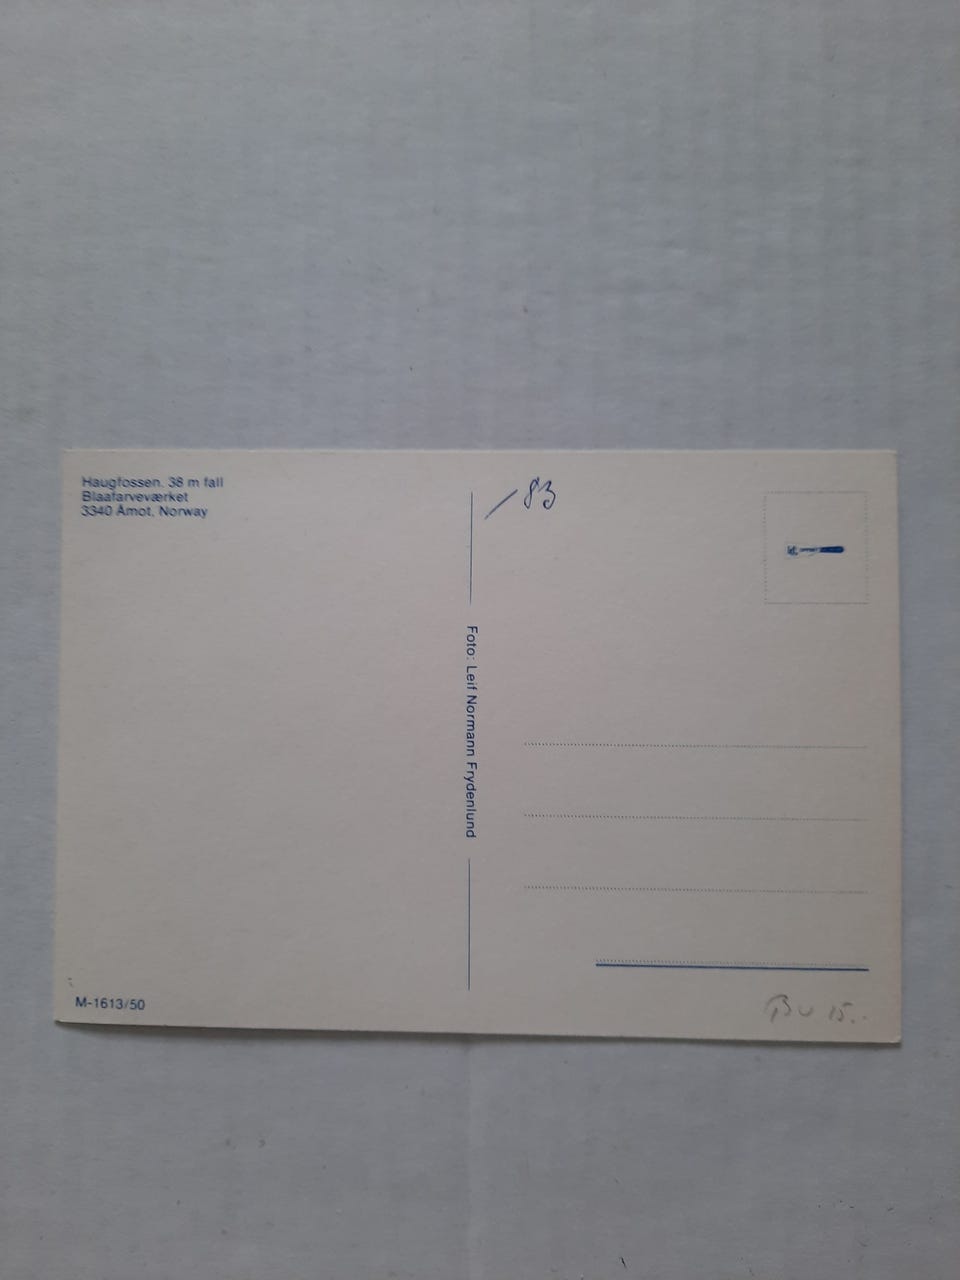 Haugfossen. 38 m fall
Blaafarveværket
3340 Åmot, Norway
/83
Foto: Leif Normann Frydenlund
M-1613/50
BU 15.-